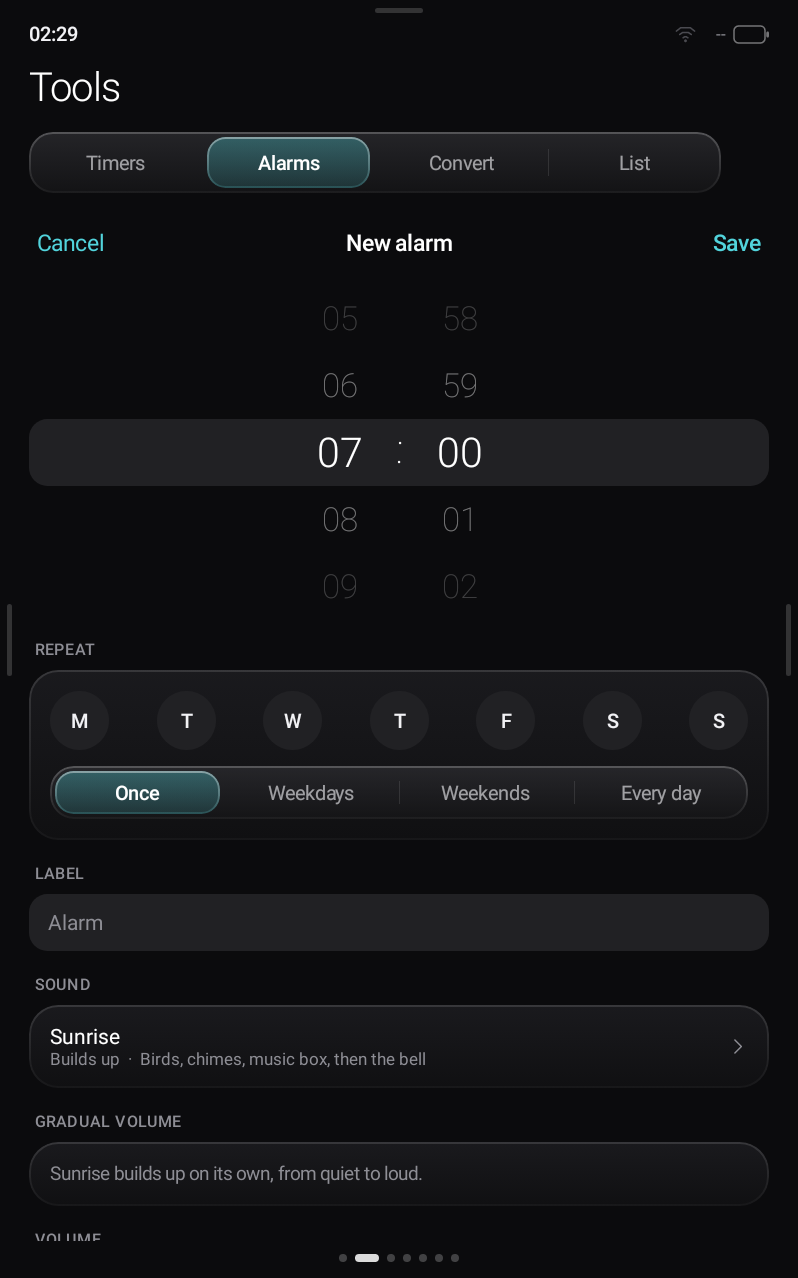 02:29
--
Tools
Timers Alarms Convert List
Cancel New alarm Save
05 58
06 59
07 : 00
08 01
09 02
REPEAT
M T W T F S S
Once Weekdays Weekends Every day
LABEL
Alarm
SOUND
Sunrise
Builds up · Birds, chimes, music box, then the bell
GRADUAL VOLUME
Sunrise builds up on its own, from quiet to loud.
VOLUME